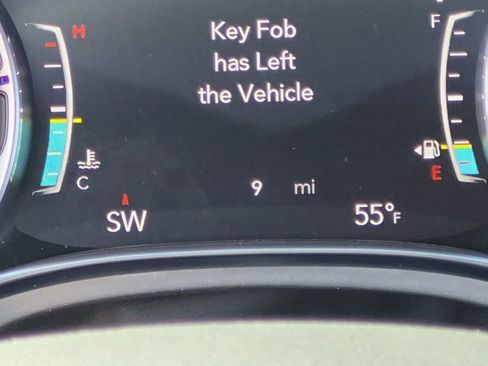 Key Fob
has Left
the Vehicle
H
F
C
E
9 mi
SW
55°F